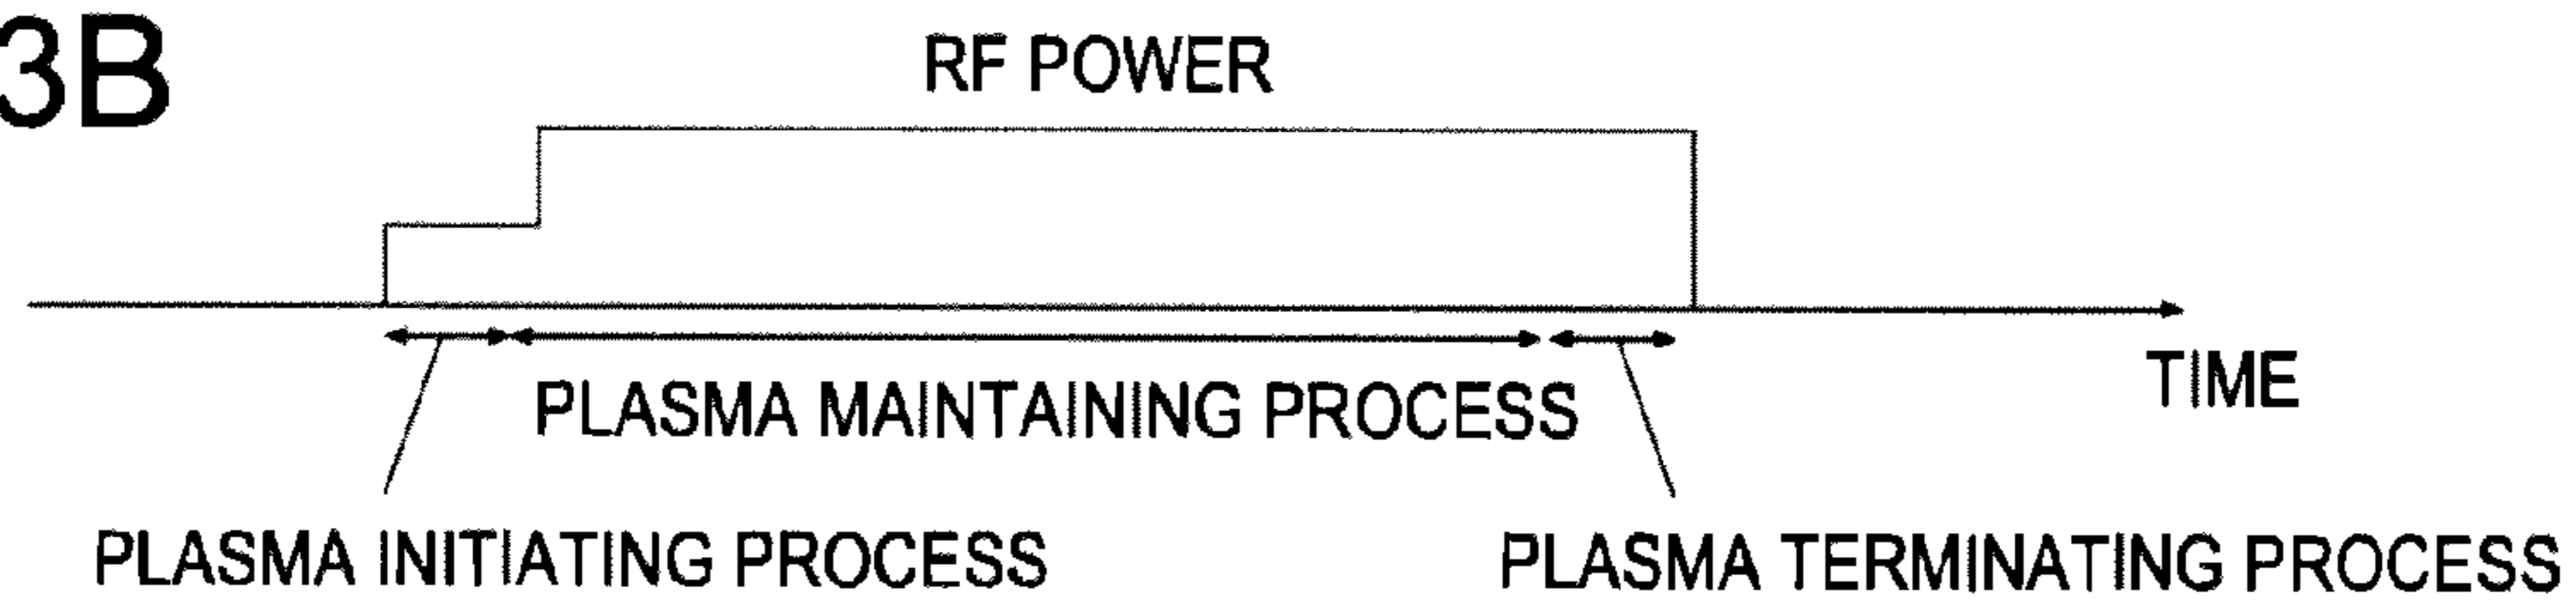 3B
RF POWER
TIME
PLASMA MAINTAINING PROCESS
PLASMA INITIATING PROCESS
PLASMA TERMINATING PROCESS